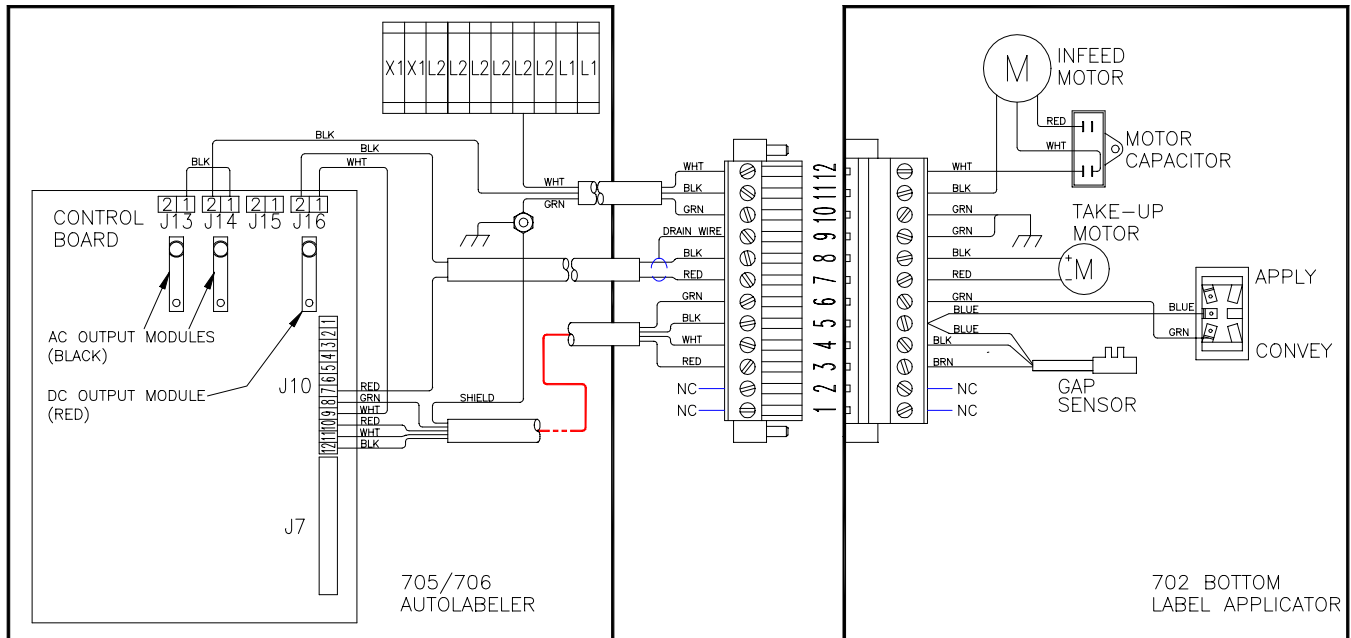 X1 X1 L2 L2 L2 L2 L2 L2 L1 L1
BLK
BLK
BLK
WHT
WHT
GRN
2 1
2 1
2 1
2 1
J13
J14
J15
J16
CONTROL
BOARD
AC OUTPUT MODULES
(BLACK)
DC OUTPUT MODULE
(RED)
1
2
3
4
5
6
7
8
9
10
11
12
J10
RED
GRN
WHT
RED
WHT
BLK
SHIELD
J7
705/706
AUTOLABELER
WHT
BLK
GRN
DRAIN WIRE
BLK
RED
GRN
BLK
WHT
RED
NC
NC
12
11
10
9
8
7
6
5
4
3
2
1
WHT
BLK
GRN
GRN
BLK
RED
GRN
BLUE
BLUE
BLK
BRN
NC
NC
M
INFEED
MOTOR
RED
WHT
MOTOR
CAPACITOR
TAKE-UP
MOTOR
+
M
-
BLUE
GRN
APPLY
CONVEY
GAP
SENSOR
702 BOTTOM
LABEL APPLICATOR